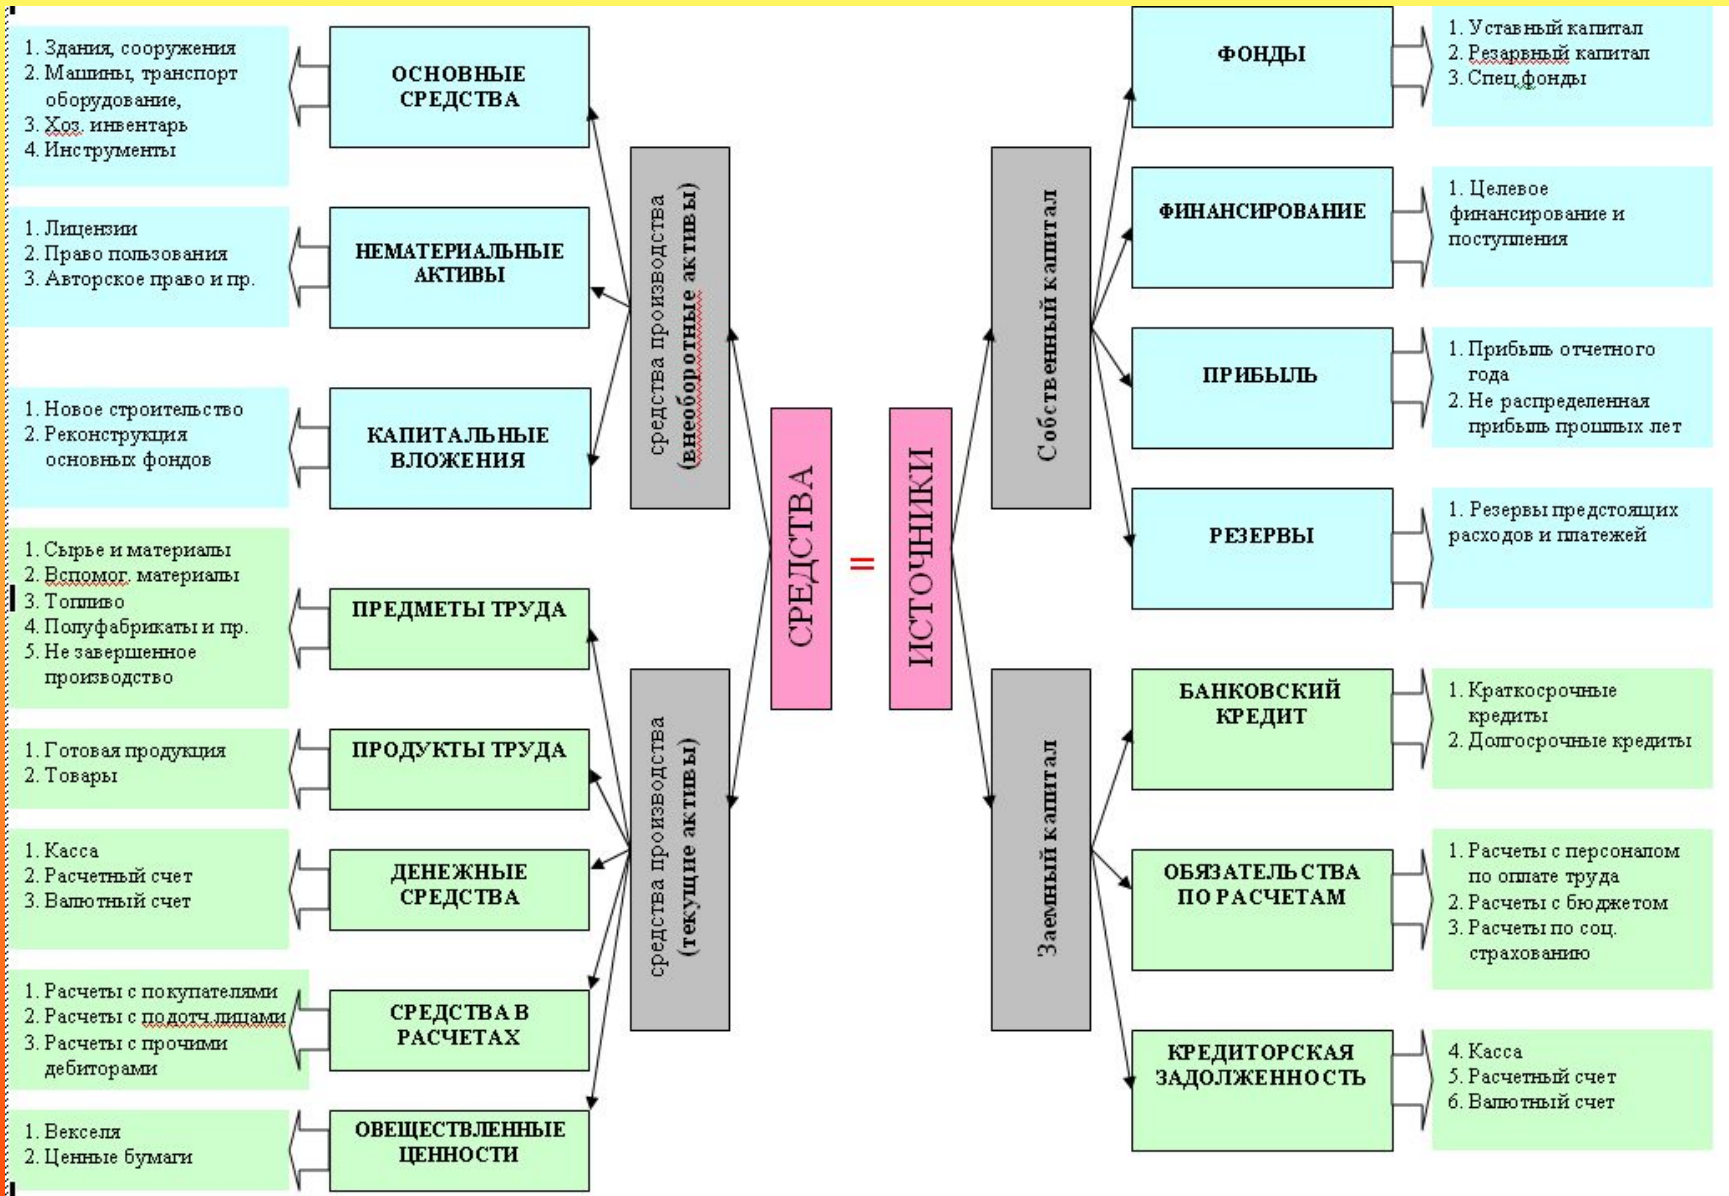 1. Здания, сооружения
2. Машины, транспорт
оборудование,
3. Хоз. инвентарь
4. Инструменты
ОСНОВНЫЕ
СРЕДСТВА
1. Лицензии
2. Право пользования
3. Авторское право и пр.
НЕМАТЕРИАЛЬНЫЕ
АКТИВЫ
1. Новое строительство
2. Реконструкция
основных фондов
КАПИТАЛЬНЫЕ
ВЛОЖЕНИЯ
средства производства
(внеоборотные активы)
1. Сырье и материалы
2. Вспомог. материалы
3. Топливо
4. Полуфабрикаты и пр.
5. Не завершенное
производство
ПРЕДМЕТЫ ТРУДА
1. Готовая продукция
2. Товары
ПРОДУКТЫ ТРУДА
1. Касса
2. Расчетный счет
3. Валютный счет
ДЕНЕЖНЫЕ
СРЕДСТВА
1. Расчеты с покупателями
2. Расчеты с подотч.лицами
3. Расчеты с прочими
дебиторами
СРЕДСТВА В
РАСЧЕТАХ
1. Векселя
2. Ценные бумаги
ОВЕЩЕСТВЛЕННЫЕ
ЦЕННОСТИ
средства производства
(текущие активы)
СРЕДСТВА
=
ИСТОЧНИКИ
Собственный капитал
ФОНДЫ
1. Уставный капитал
2. Резарвный капитал
3. Спец.фонды
ФИНАНСИРОВАНИЕ
1. Целевое
финансирование и
поступления
ПРИБЫЛЬ
1. Прибыль отчетного
года
2. Не распределенная
прибыль прошлых лет
РЕЗЕРВЫ
1. Резервы предстоящих
расходов и платежей
Заемный капитал
БАНКОВСКИЙ
КРЕДИТ
1. Краткосрочные
кредиты
2. Долгосрочные кредиты
ОБЯЗАТЕЛЬСТВА
ПО РАСЧЕТАМ
1. Расчеты с персоналом
по оплате труда
2. Расчеты с бюджетом
3. Расчеты по соц.
страхованию
КРЕДИТОРСКАЯ
ЗАДОЛЖЕННОСТЬ
4. Касса
5. Расчетный счет
6. Валютный счет